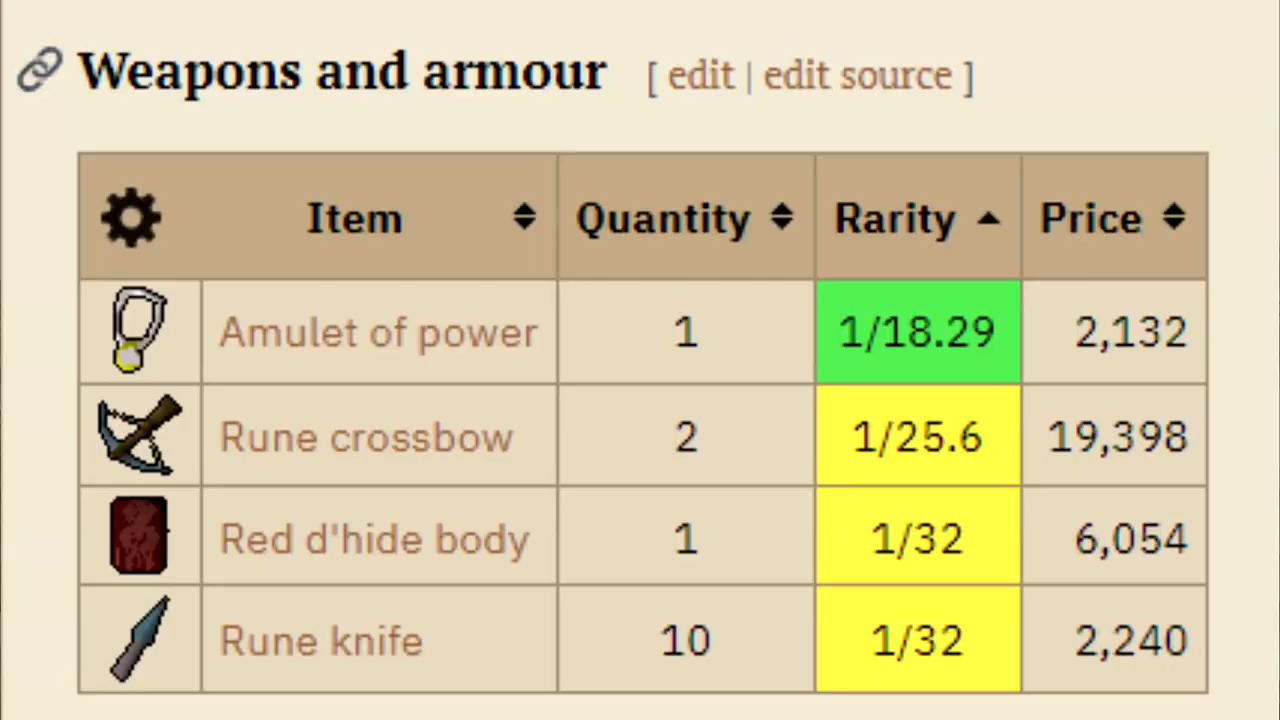 Weapons and armour [ edit | edit source ]
Item Quantity Rarity Price
Amulet of power 1 1/18.29 2,132
Rune crossbow 2 1/25.6 19,398
Red d'hide body 1 1/32 6,054
Rune knife 10 1/32 2,240